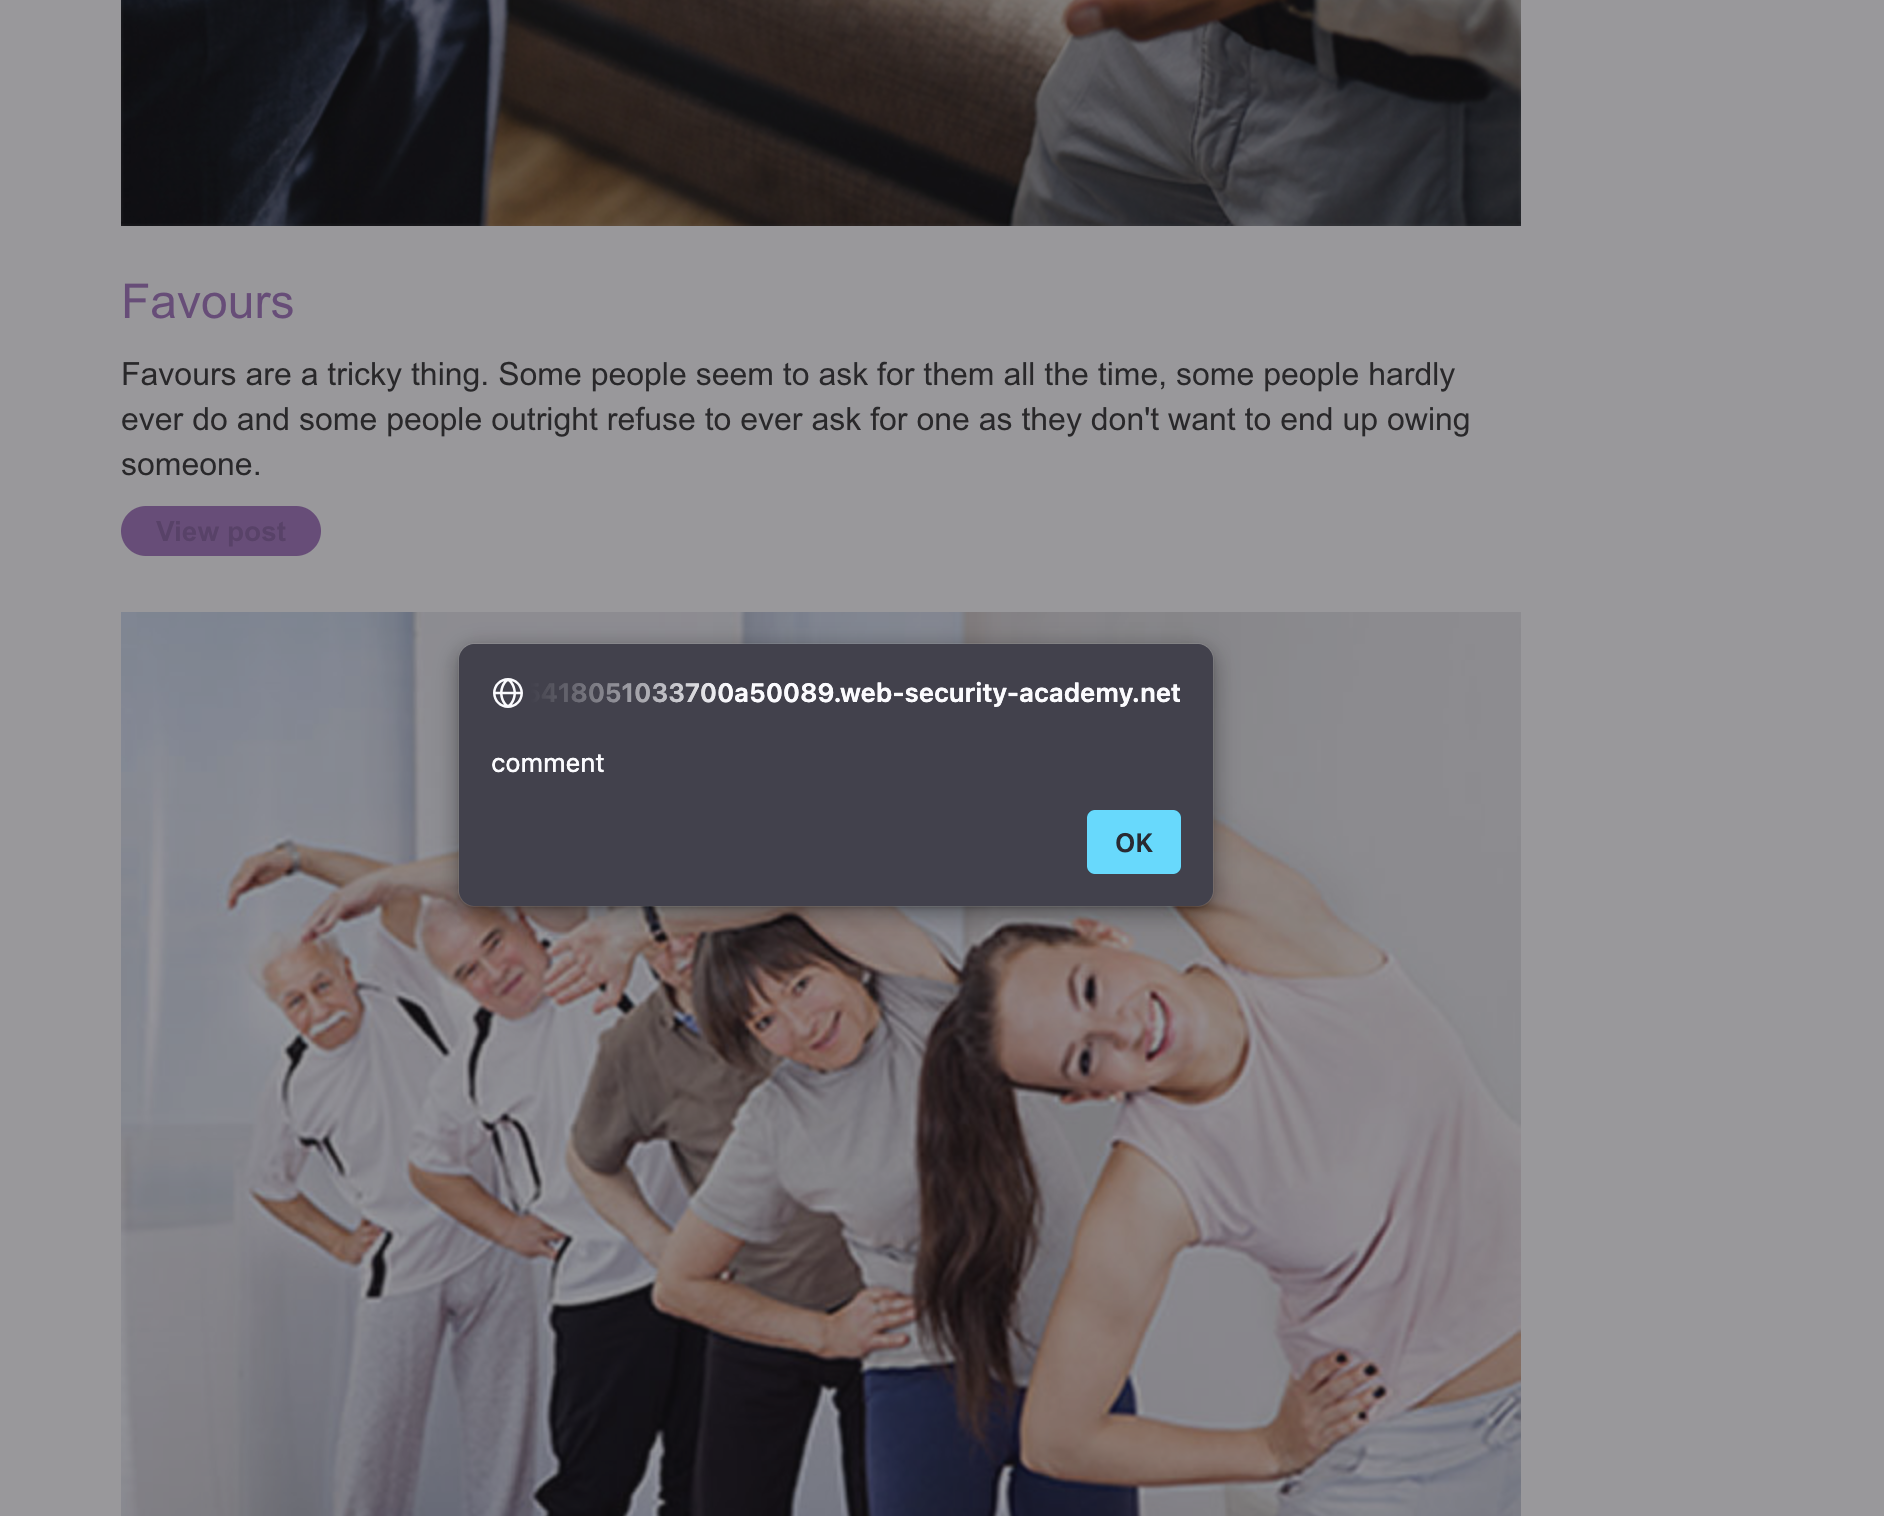 Favours
Favours are a tricky thing. Some people seem to ask for them all the time, some people hardly
ever do and some people outright refuse to ever ask for one as they don't want to end up owing
someone.
View post
5418051033700a50089.web-security-academy.net
comment
OK